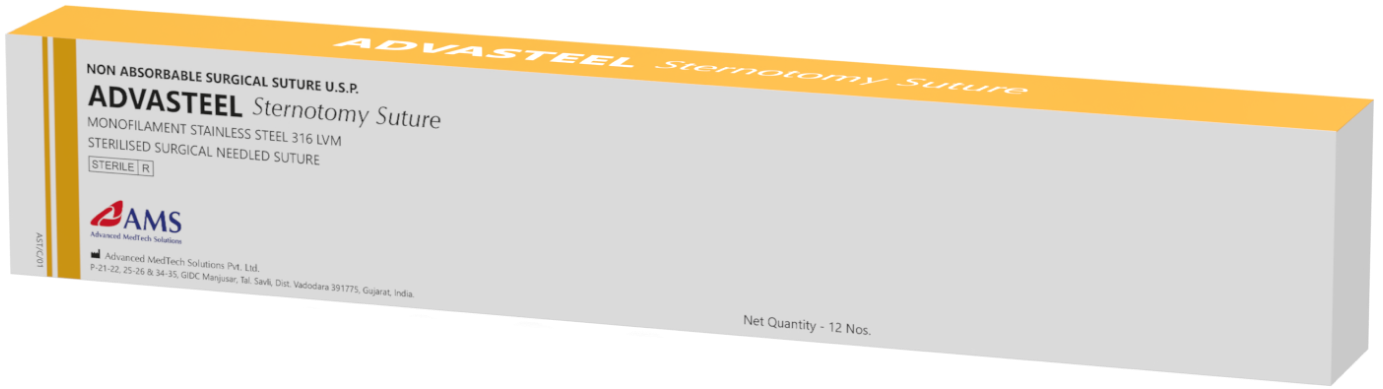 ADVASTEEL Sternotomy Suture
NON ABSORBABLE SURGICAL SUTURE U.S.P.
ADVASTEEL Sternotomy Suture
MONOFILAMENT STAINLESS STEEL 316 LVM
STERILISED SURGICAL NEEDLED SUTURE
STERILE R
AMS
Advanced MedTech Solutions
Advanced MedTech Solutions Pvt. Ltd.
P-21-22, 25-26 & 34-35, GIDC Manjusar, Tal. Savli, Dist. Vadodara 391775, Gujarat, India.
AST/C/01
Net Quantity - 12 Nos.